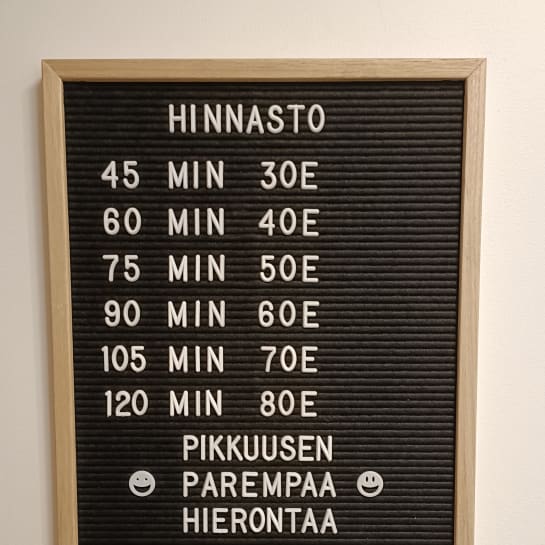 HINNASTO
45 MIN 30E
60 MIN 40E
75 MIN 50E
90 MIN 60E
105 MIN 70E
120 MIN 80E
PIKKUUSEN
PAREMPAA
HIERONTAA